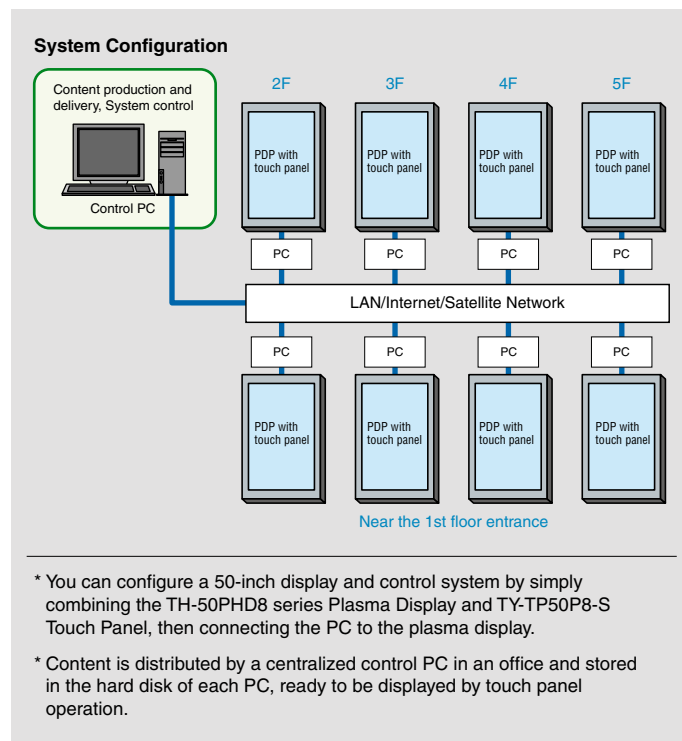 System Configuration
Content production and
delivery, System control
Control PC
2F 3F 4F 5F
PDP with
touch panel
PDP with
touch panel
PDP with
touch panel
PDP with
touch panel
PC PC PC PC
LAN/Internet/Satellite Network
PC PC PC PC
PDP with
touch panel
PDP with
touch panel
PDP with
touch panel
PDP with
touch panel
Near the 1st floor entrance
* You can configure a 50-inch display and control system by simply
combining the TH-50PHD8 series Plasma Display and TY-TP50P8-S
Touch Panel, then connecting the PC to the plasma display.
* Content is distributed by a centralized control PC in an office and stored
in the hard disk of each PC, ready to be displayed by touch panel
operation.